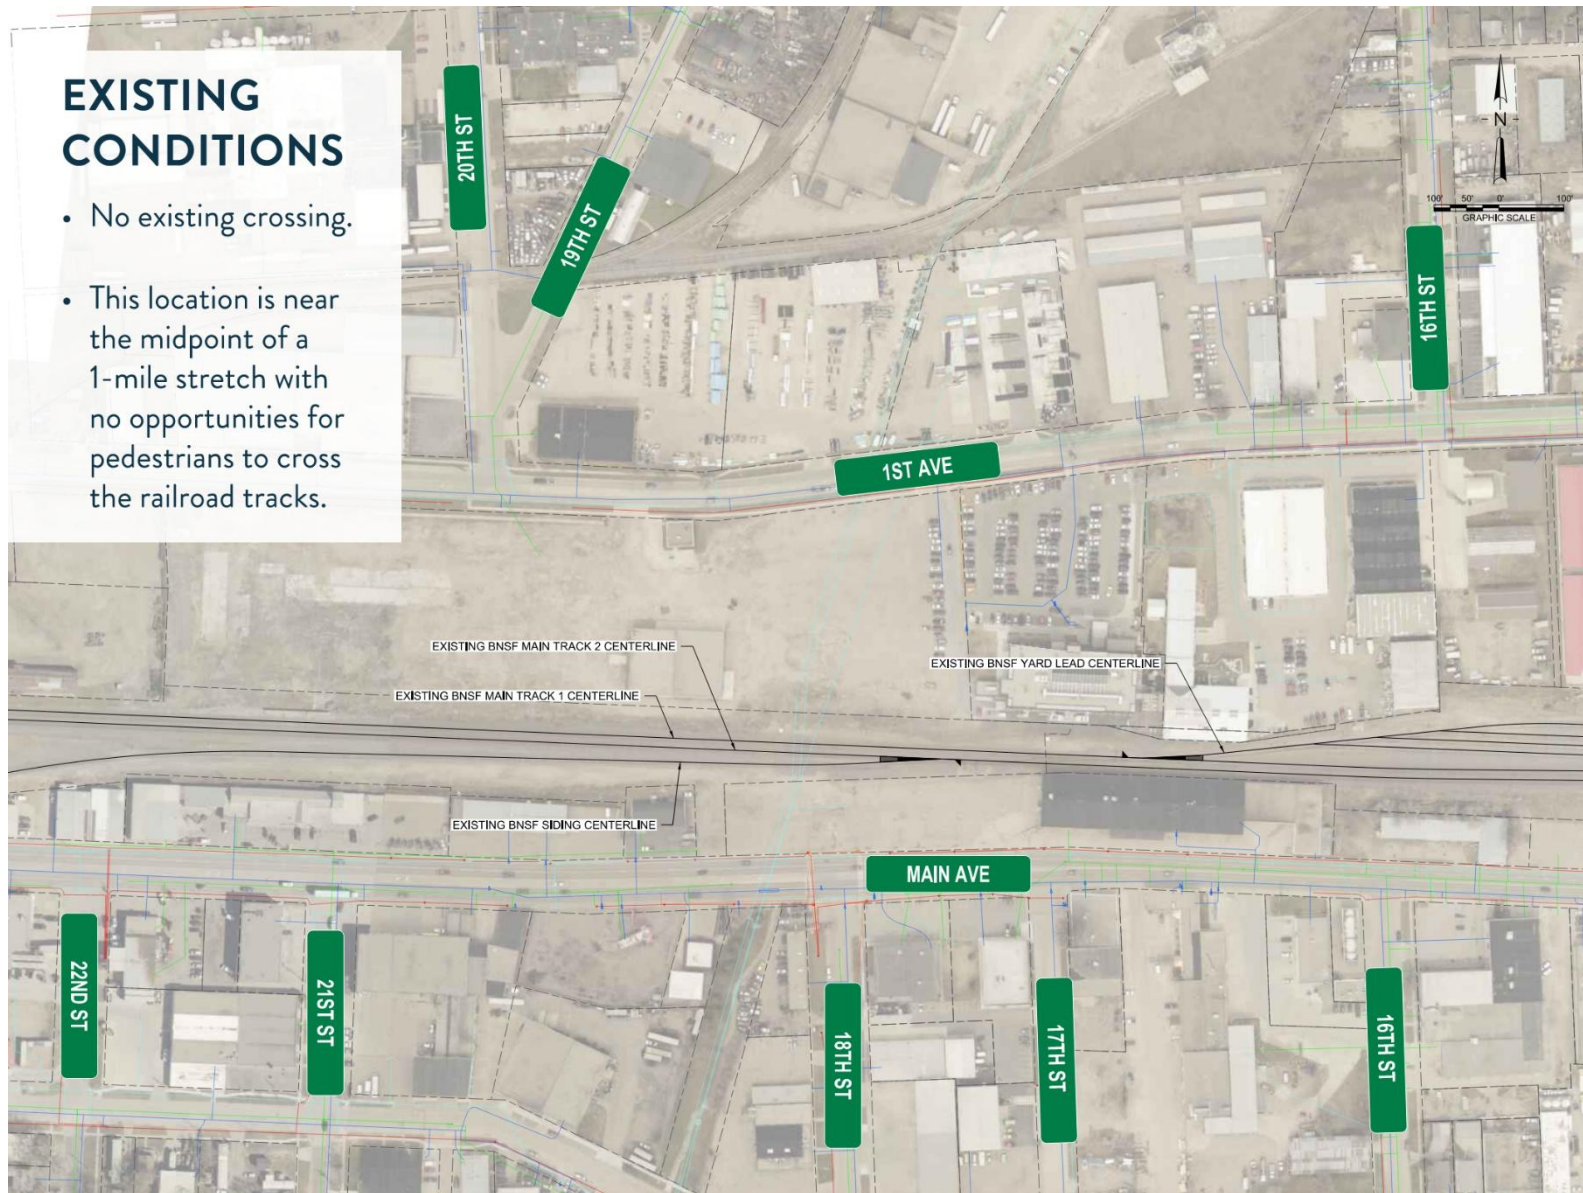 EXISTING
CONDITIONS
• No existing crossing.
• This location is near
the midpoint of a
1-mile stretch with
no opportunities for
pedestrians to cross
the railroad tracks.
20TH ST
19TH ST
N
100' 50' 0' 100'
GRAPHIC SCALE
16TH ST
1ST AVE
EXISTING BNSF MAIN TRACK 2 CENTERLINE
EXISTING BNSF YARD LEAD CENTERLINE
EXISTING BNSF MAIN TRACK 1 CENTERLINE
EXISTING BNSF SIDING CENTERLINE
MAIN AVE
22ND ST
21ST ST
18TH ST
17TH ST
16TH ST